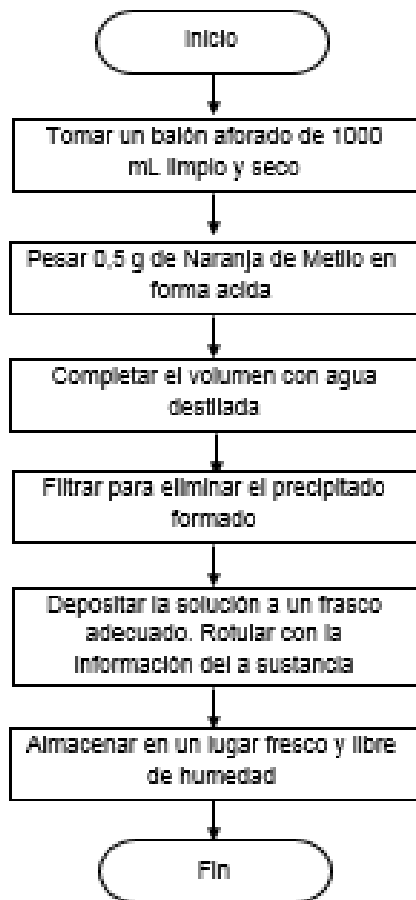 Inicio
Tomar un balón aforado de 1000
mL limpio y seco
Pesar 0,5 g de Naranja de Metilo en
forma acida
Completar el volumen con agua
destilada
Filtrar para eliminar el precipitado
formado
Depositar la solución a un frasco
adecuado. Rotular con la
información del a sustancia
Almacenar en un lugar fresco y libre
de humedad
Fin